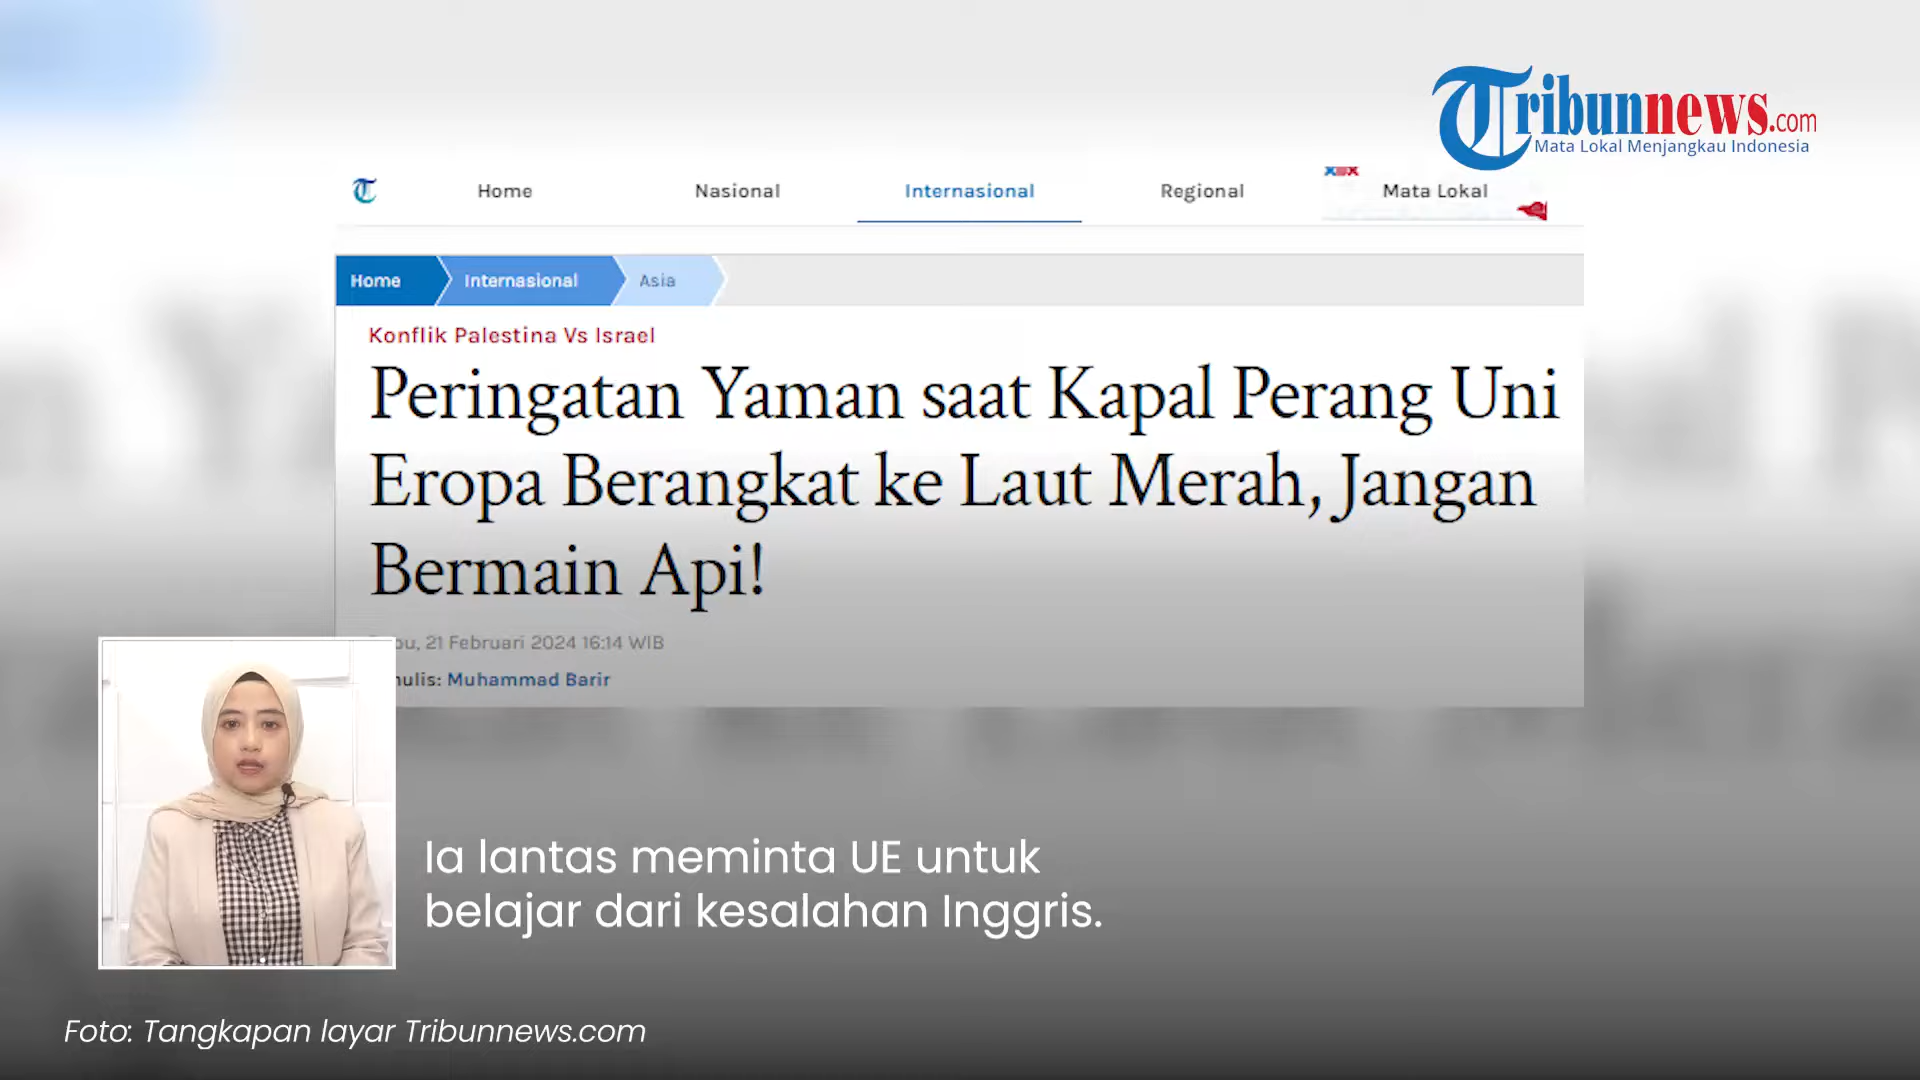 Tribunnews.com
Mata Lokal Menjangkau Indonesia
Home Nasional Internasional Regional Mata Lokal
Home Internasional Asia
Konflik Palestina Vs Israel
Peringatan Yaman saat Kapal Perang Uni
Eropa Berangkat ke Laut Merah, Jangan
Bermain Api!
21 Februari 2024 16:14 WIB
Muhammad Barir
Ia lantas meminta UE untuk
belajar dari kesalahan Inggris.
Foto: Tangkapan layar Tribunnews.com